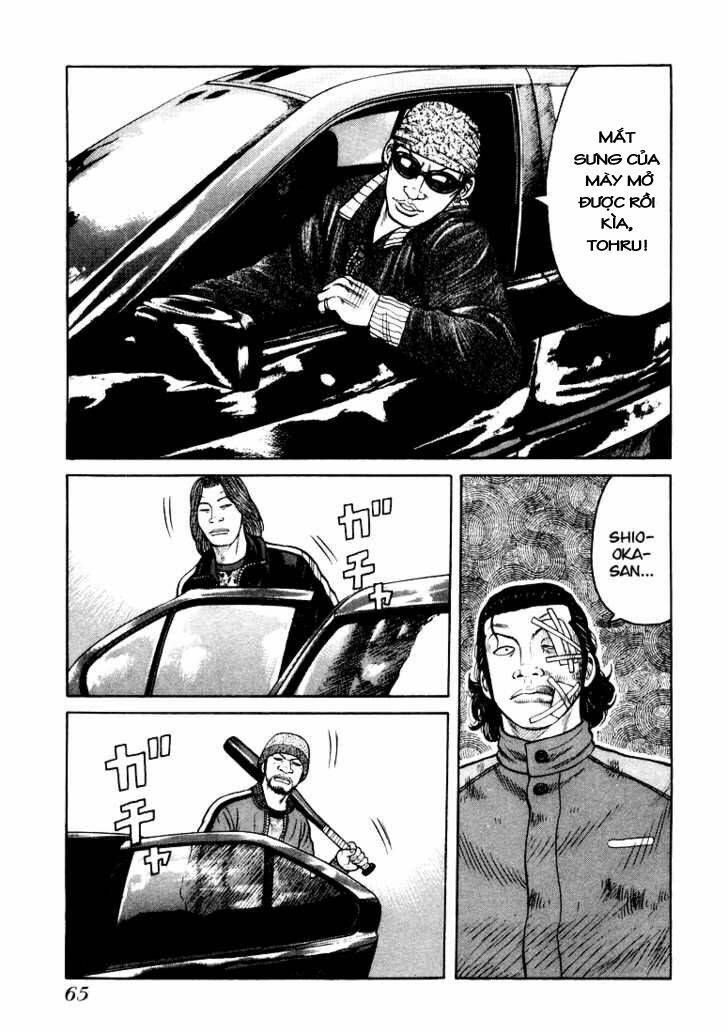 MẮT
SƯNG CỦA
MÀY MỞ
ĐƯỢC RỒI
KÌA,
TOHRU!
SHIO-
OKA-
SAN...
ガチャ
ガチャ
65